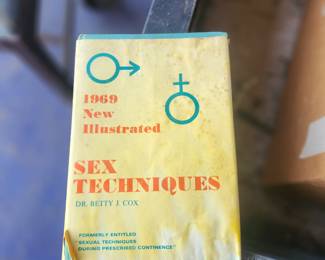 1969
New
Illustrated
SEX
TECHNIQUES
DR. BETTY J. COX
FORMERLY ENTITLED
"SEXUAL TECHNIQUES
DURING PRESCRIBED CONTINENCE"